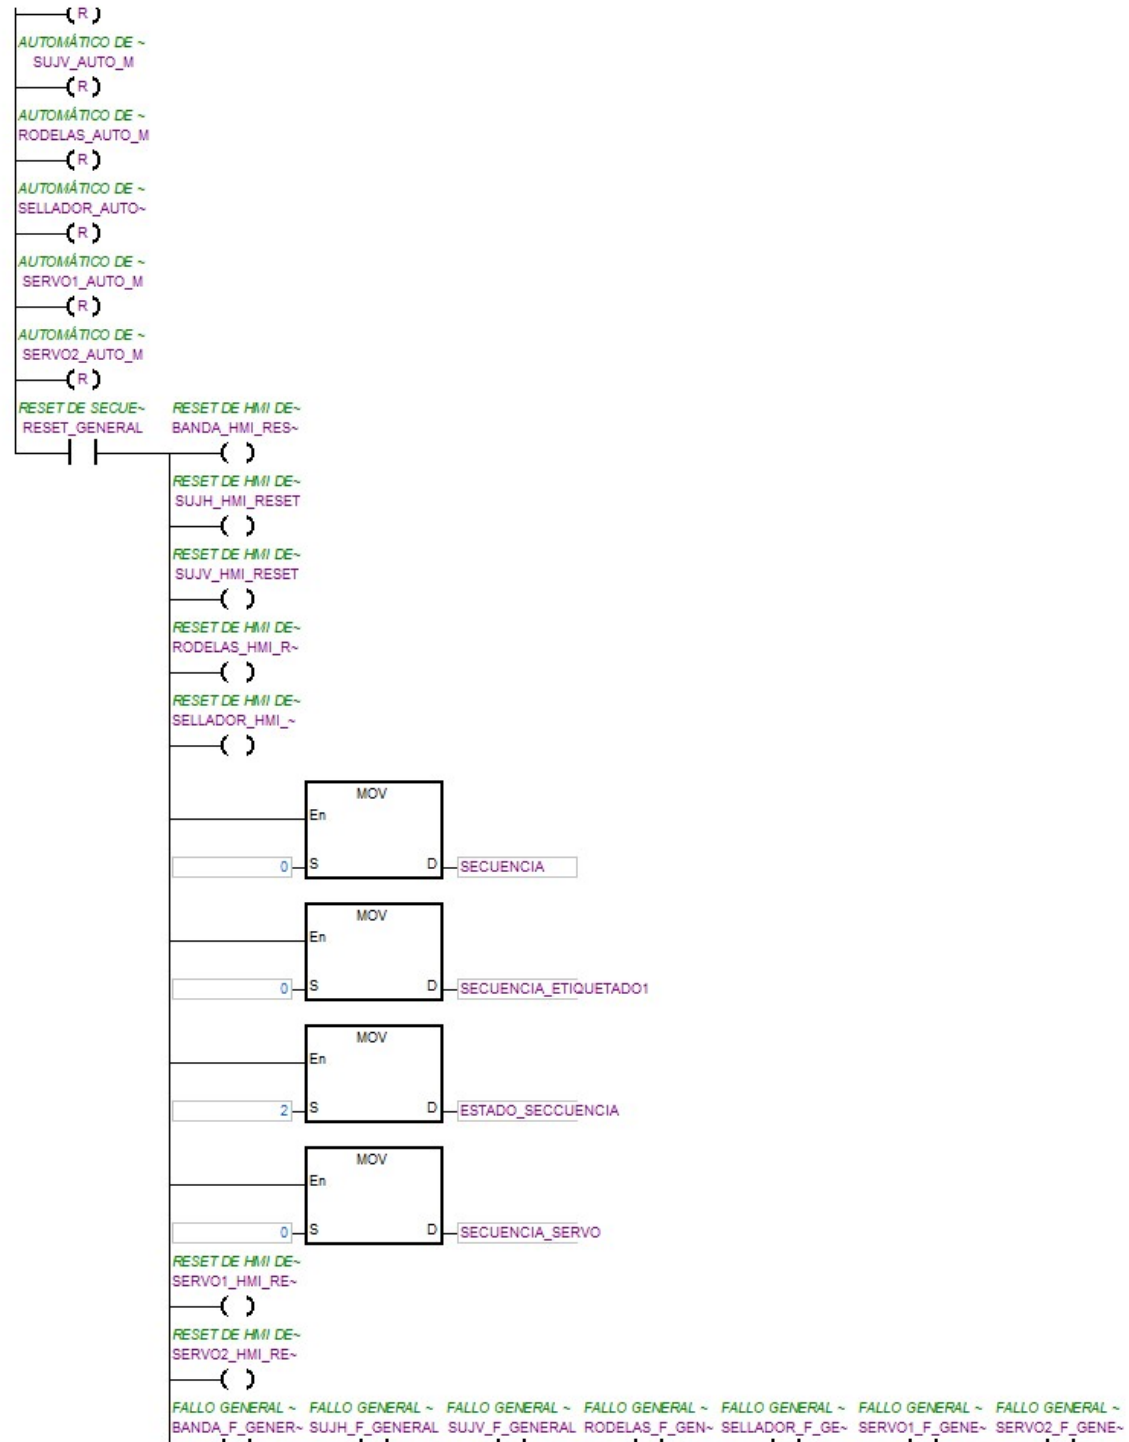 R
AUTOMÁTICO DE ~
SUJV_AUTO_M
R
AUTOMÁTICO DE ~
RODELAS_AUTO_M
R
AUTOMÁTICO DE ~
SELLADOR_AUTO~
R
AUTOMÁTICO DE ~
SERVO1_AUTO_M
R
AUTOMÁTICO DE ~
SERVO2_AUTO_M
R
RESET DE SECUE~ RESET DE HMI DE~
RESET_GENERAL BANDA_HMI_RES~
RESET DE HMI DE~
SUJH_HMI_RESET
RESET DE HMI DE~
SUJV_HMI_RESET
RESET DE HMI DE~
RODELAS_HMI_R~
RESET DE HMI DE~
SELLADOR_HMI_~
MOV
En
0 S D SECUENCIA
MOV
En
0 S D SECUENCIA_ETIQUETADO1
MOV
En
2 S D ESTADO_SECCUENCIA
MOV
En
0 S D SECUENCIA_SERVO
RESET DE HMI DE~
SERVO1_HMI_RE~
RESET DE HMI DE~
SERVO2_HMI_RE~
FALLO GENERAL ~ FALLO GENERAL ~ FALLO GENERAL ~ FALLO GENERAL ~ FALLO GENERAL ~ FALLO GENERAL ~ FALLO GENERAL ~
BANDA_F_GENER~ SUJH_F_GENERAL SUJV_F_GENERAL RODELAS_F_GEN~ SELLADOR_F_GE~ SERVO1_F_GENE~ SERVO2_F_GENE~